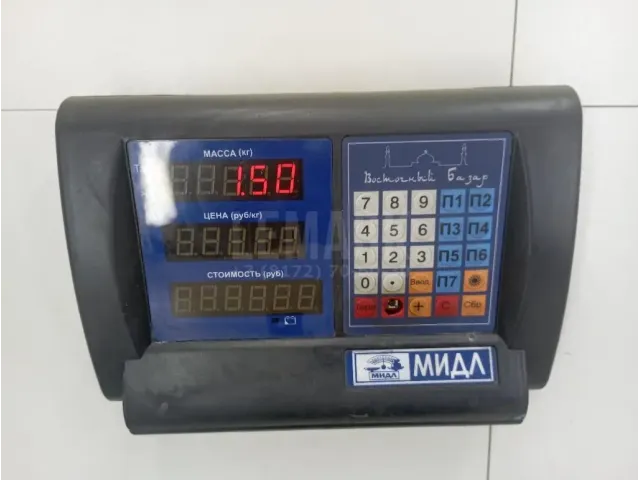 МАССА (кг)
1.50
ЦЕНА (руб/кг)
СТОИМОСТЬ (руб)
Восточный Базар
7 8 9 П1 П2
4 5 6 П3 П4
1 2 3 П5 П6
0 . Ввод П7
+ С Сбр
МИДЛ
МИДЛ